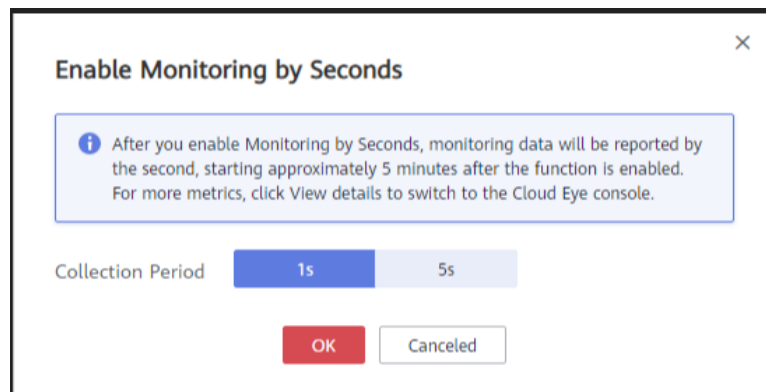 Enable Monitoring by Seconds
After you enable Monitoring by Seconds, monitoring data will be reported by
the second, starting approximately 5 minutes after the function is enabled.
For more metrics, click View details to switch to the Cloud Eye console.
Collection Period 1s 5s
OK Canceled